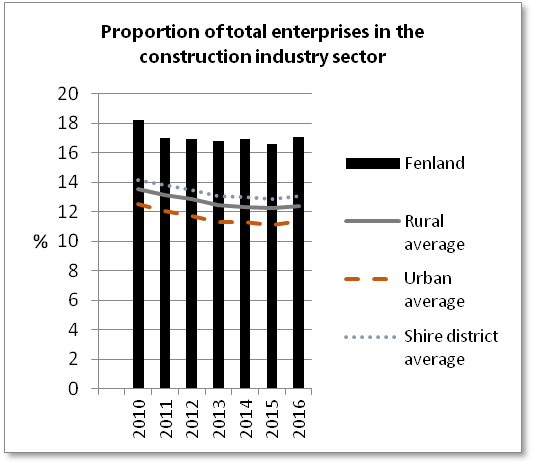 Proportion of total enterprises in the
construction industry sector
20
18
16
14
12
10
8
6
4
2
0
%
2010
2011
2012
2013
2014
2015
2016
Fenland
Rural
average
Urban
average
Shire district
average